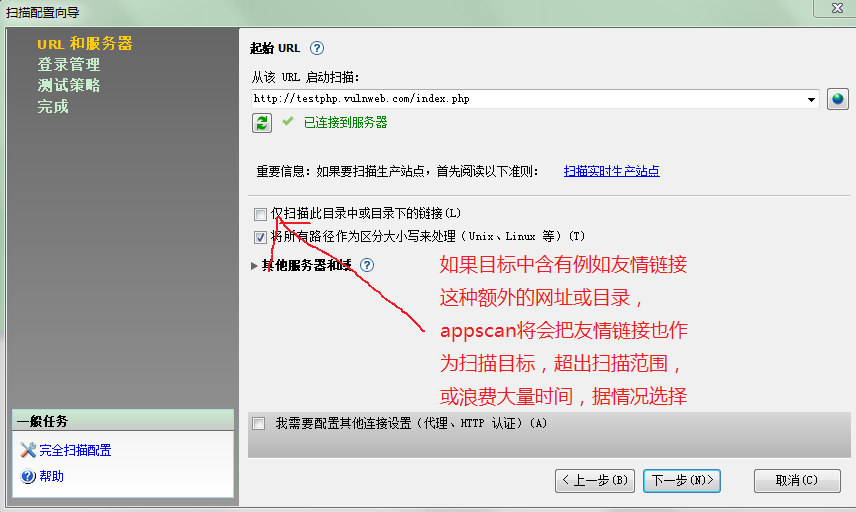 扫描配置向导
URL 和服务器
登录管理
测试策略
完成
起始 URL
从该 URL 启动扫描:
http://testphp.vulnweb.com/index.php
已连接到服务器
重要信息: 如果要扫描生产站点, 首先阅读以下准则: 扫描实时生产站点
仅扫描此目录中或目录下的链接(L)
将所有路径作为区分大小写来处理(Unix、Linux 等)(T)
其他服务器和域
如果目标中含有例如友情链接
这种额外的网址或目录,
appscan将会把友情链接也作
为扫描目标,超出扫描范围,
或浪费大量时间,据情况选择
我需要配置其他连接设置(代理、HTTP 认证)(A)
一般任务
完全扫描配置
帮助
< 上一步(B)
下一步(N)>
取消(C)